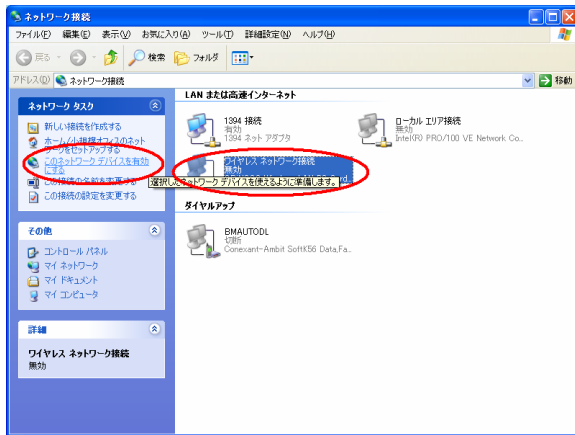 ネットワーク接続
ファイル(F) 編集(E) 表示(V) お気に入り(A) ツール(T) 詳細設定(N) ヘルプ(H)
戻る 検索 フォルダ
アドレス(D) ネットワーク接続 移動
ネットワーク タスク
新しい接続を作成する
ホーム/小規模オフィスのネット
ワークをセットアップする
このネットワーク デバイスを有効
にする
この接続の名前を変更する
この接続の設定を変更する
その他
コントロール パネル
マイ ネットワーク
マイ ドキュメント
マイ コンピュータ
詳細
ワイヤレス ネットワーク接続
無効
LAN または高速インターネット
1394 接続
有効
1394 ネット アダプタ
ローカル エリア接続
無効
Intel(R) PRO/100 VE Network Co...
ワイヤレス ネットワーク接続
無効
選択したネットワーク デバイスを使えるように準備します。
ダイヤルアップ
BMAUTODL
切断
Conexant-Ambit SoftK56 Data,Fa...